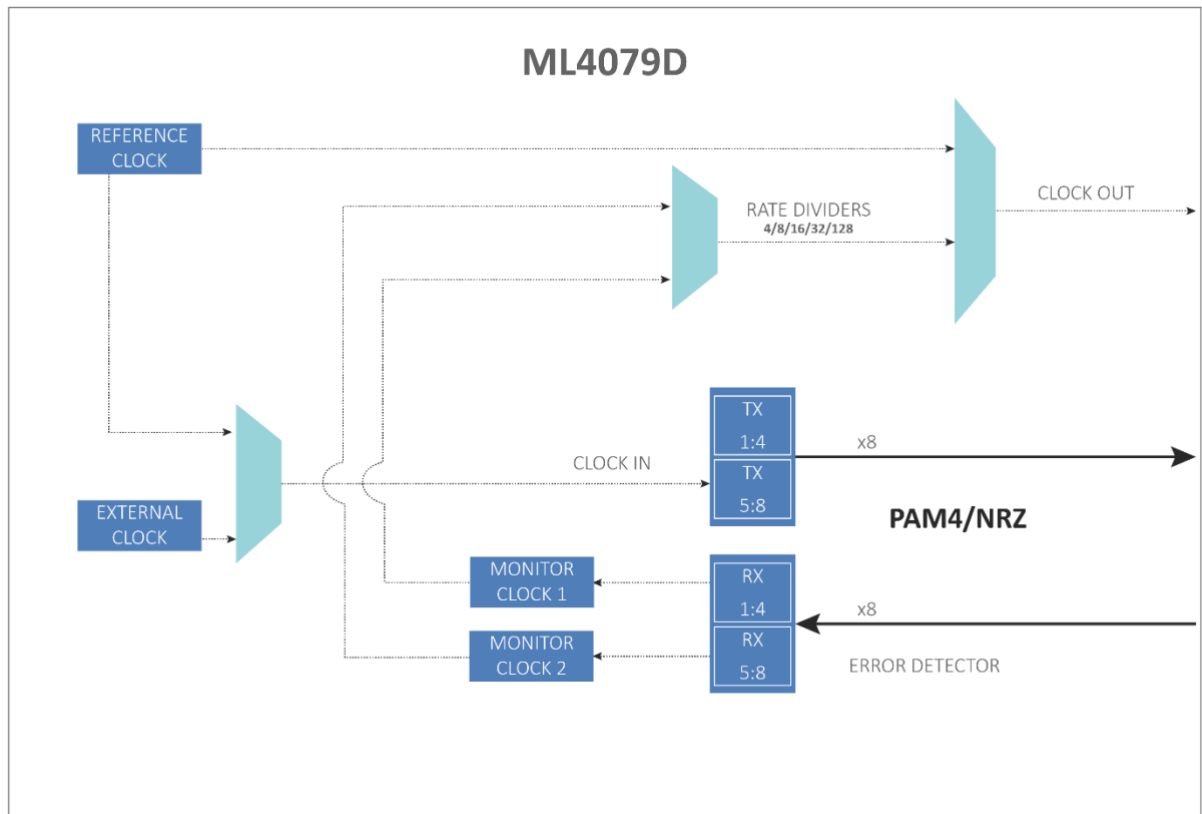 ML4079D
REFERENCE
CLOCK
CLOCK OUT
RATE DIVIDERS
4/8/16/32/128
TX
1:4
x8
CLOCK IN
TX
5:8
EXTERNAL
CLOCK
PAM4/NRZ
MONITOR
CLOCK 1
RX
1:4
x8
MONITOR
CLOCK 2
RX
5:8
ERROR DETECTOR